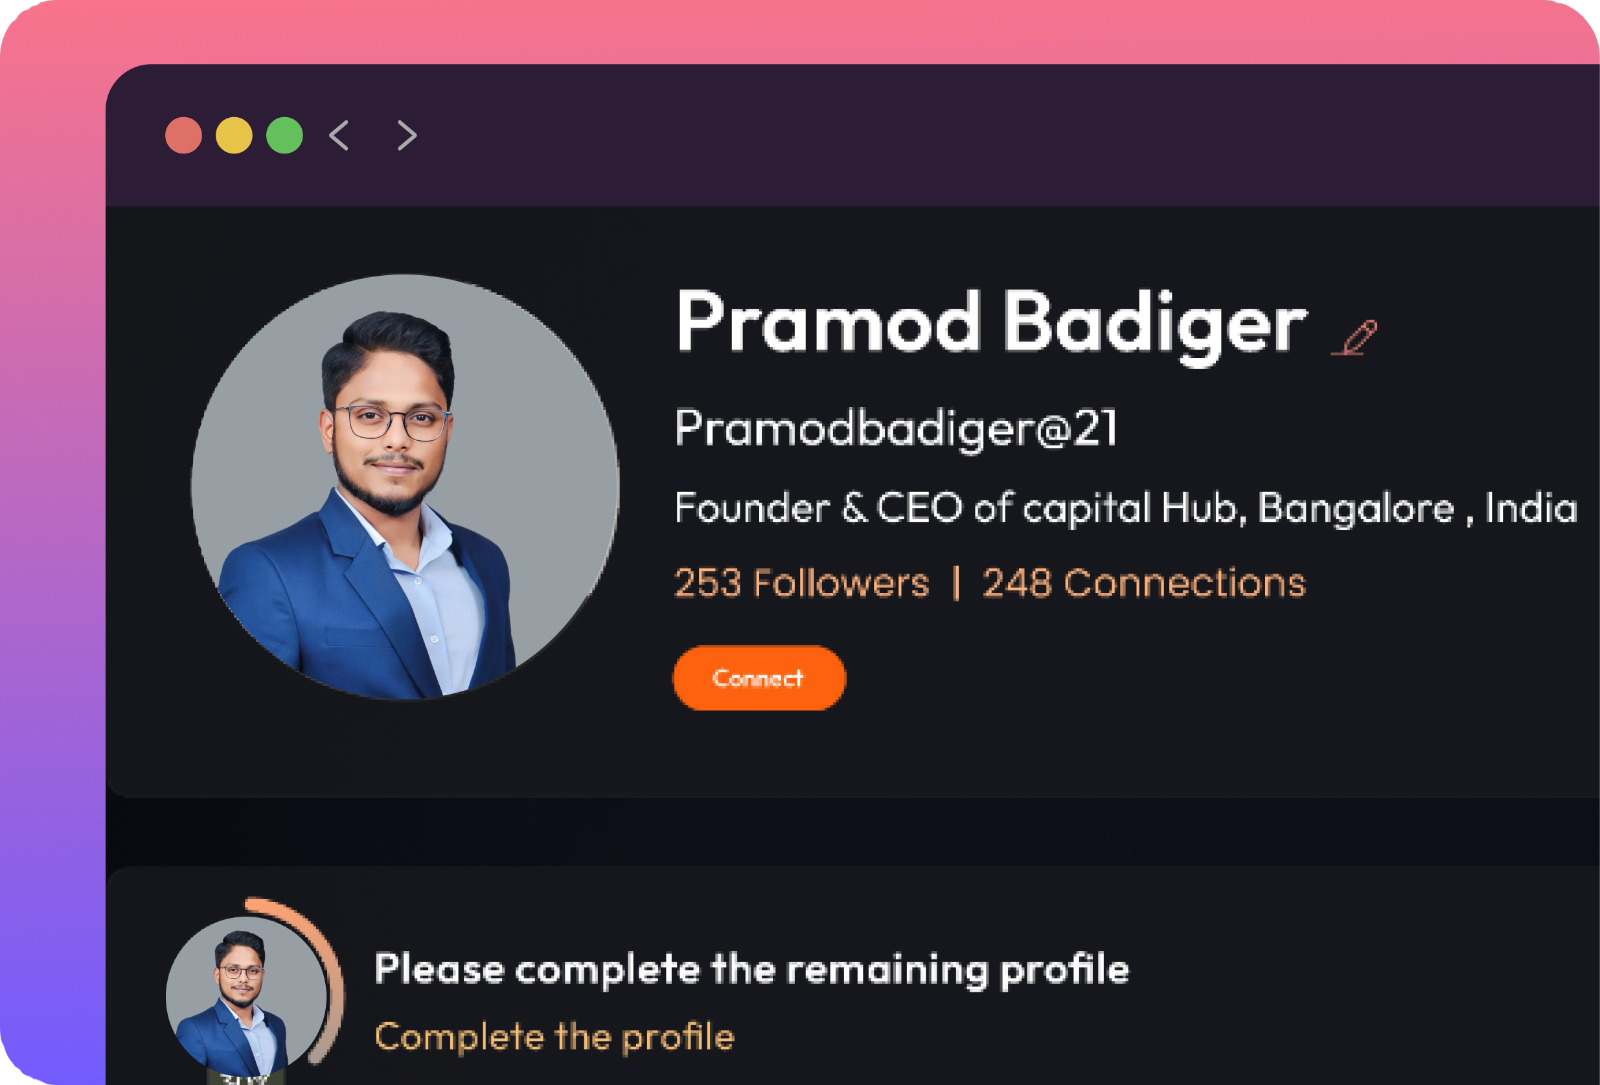 Pramod Badiger
Pramodbadiger@21
Founder & CEO of capital Hub, Bangalore , India
253 Followers | 248 Connections
Connect
Please complete the remaining profile
Complete the profile